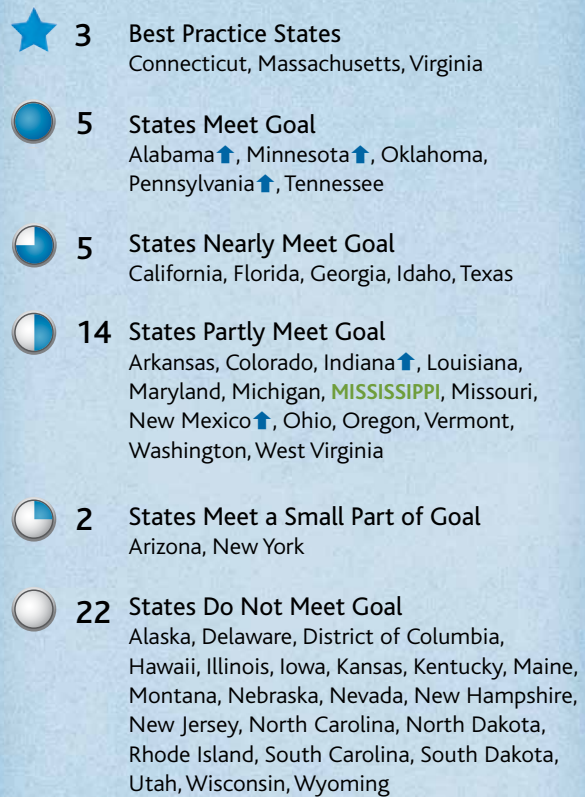 3 Best Practice States
Connecticut, Massachusetts, Virginia
5 States Meet Goal
Alabama⬆, Minnesota⬆, Oklahoma,
Pennsylvania⬆, Tennessee
5 States Nearly Meet Goal
California, Florida, Georgia, Idaho, Texas
14 States Partly Meet Goal
Arkansas, Colorado, Indiana⬆, Louisiana,
Maryland, Michigan, MISSISSIPPI, Missouri,
New Mexico⬆, Ohio, Oregon, Vermont,
Washington, West Virginia
2 States Meet a Small Part of Goal
Arizona, New York
22 States Do Not Meet Goal
Alaska, Delaware, District of Columbia,
Hawaii, Illinois, Iowa, Kansas, Kentucky, Maine,
Montana, Nebraska, Nevada, New Hampshire,
New Jersey, North Carolina, North Dakota,
Rhode Island, South Carolina, South Dakota,
Utah, Wisconsin, Wyoming